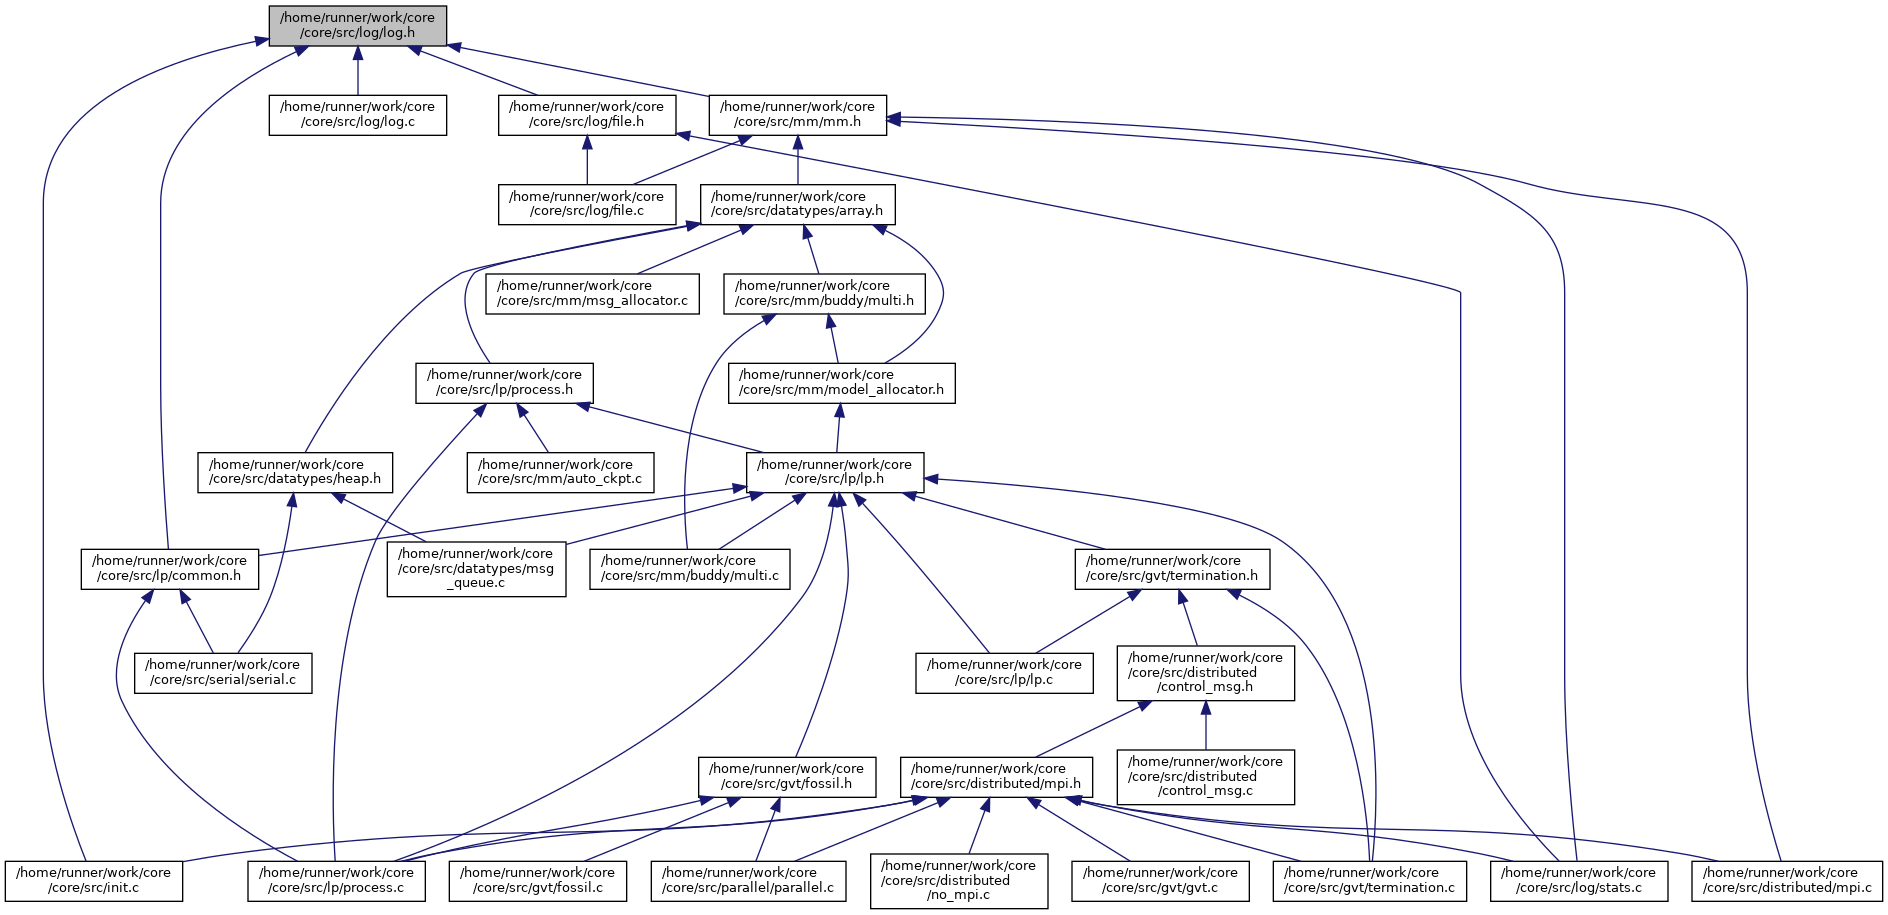 /home/runner/work/core
/core/src/log/log.h
/home/runner/work/core
/core/src/log/log.c
/home/runner/work/core
/core/src/log/file.h
/home/runner/work/core
/core/src/mm/mm.h
/home/runner/work/core
/core/src/log/file.c
/home/runner/work/core
/core/src/datatypes/array.h
/home/runner/work/core
/core/src/mm/msg_allocator.c
/home/runner/work/core
/core/src/mm/buddy/multi.h
/home/runner/work/core
/core/src/lp/process.h
/home/runner/work/core
/core/src/mm/model_allocator.h
/home/runner/work/core
/core/src/datatypes/heap.h
/home/runner/work/core
/core/src/mm/auto_ckpt.c
/home/runner/work/core
/core/src/lp/lp.h
/home/runner/work/core
/core/src/lp/common.h
/home/runner/work/core
/core/src/datatypes/msg
_queue.c
/home/runner/work/core
/core/src/mm/buddy/multi.c
/home/runner/work/core
/core/src/gvt/termination.h
/home/runner/work/core
/core/src/serial/serial.c
/home/runner/work/core
/core/src/lp/lp.c
/home/runner/work/core
/core/src/distributed
/control_msg.h
/home/runner/work/core
/core/src/gvt/fossil.h
/home/runner/work/core
/core/src/distributed/mpi.h
/home/runner/work/core
/core/src/distributed
/control_msg.c
/home/runner/work/core
/core/src/init.c
/home/runner/work/core
/core/src/lp/process.c
/home/runner/work/core
/core/src/gvt/fossil.c
/home/runner/work/core
/core/src/parallel/parallel.c
/home/runner/work/core
/core/src/distributed
/no_mpi.c
/home/runner/work/core
/core/src/gvt/gvt.c
/home/runner/work/core
/core/src/gvt/termination.c
/home/runner/work/core
/core/src/log/stats.c
/home/runner/work/core
/core/src/distributed/mpi.c